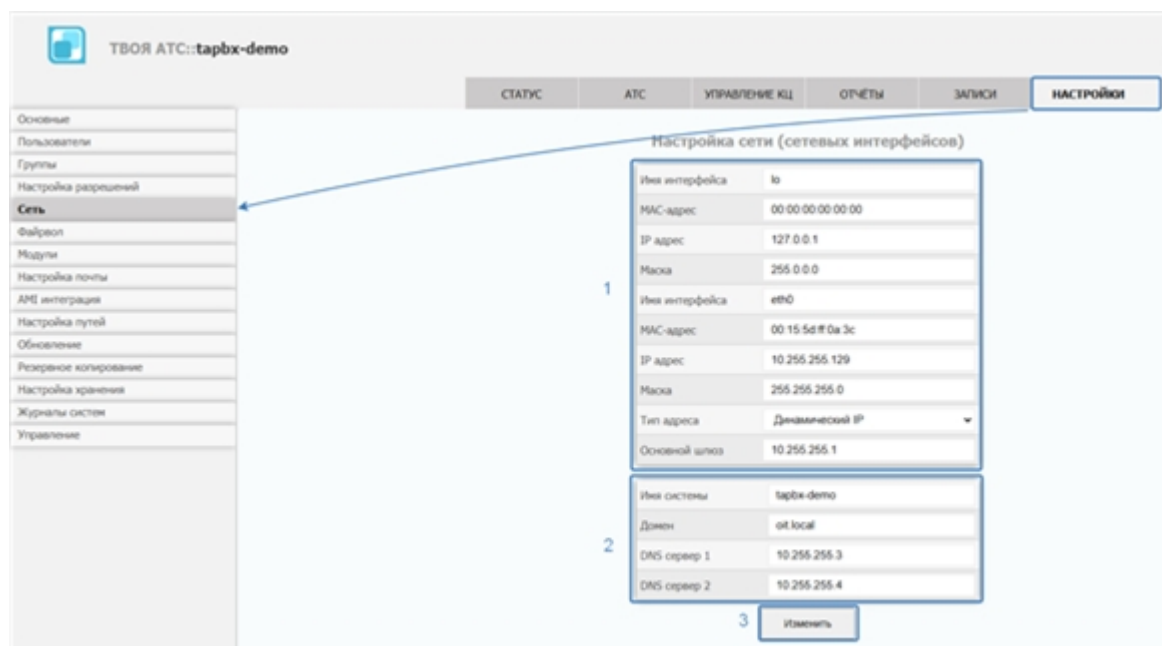 ТВОЯ АТС::tapbx-demo
СТАТУС АТС УПРАВЛЕНИЕ КЦ ОТЧЁТЫ ЗАПИСИ НАСТРОЙКИ
Основные
Пользователи
Группы
Настройка разрешений
Сеть
Файрвол
Модули
Настройка почты
AMI интеграция
Настройка путей
Обновление
Резервное копирование
Настройка хранения
Журналы систем
Управление
Настройка сети (сетевых интерфейсов)
1
Имя интерфейса lo
MAC-адрес 00:00:00:00:00:00
IP адрес 127.0.0.1
Маска 255.0.0.0
Имя интерфейса eth0
MAC-адрес 00:15:5d:ff:0a:3c
IP адрес 10.255.255.129
Маска 255.255.255.0
Тип адреса Динамический IP
Основной шлюз 10.255.255.1
2
Имя системы tapbx-demo
Домен oit.local
DNS сервер 1 10.255.255.3
DNS сервер 2 10.255.255.4
3 Изменить